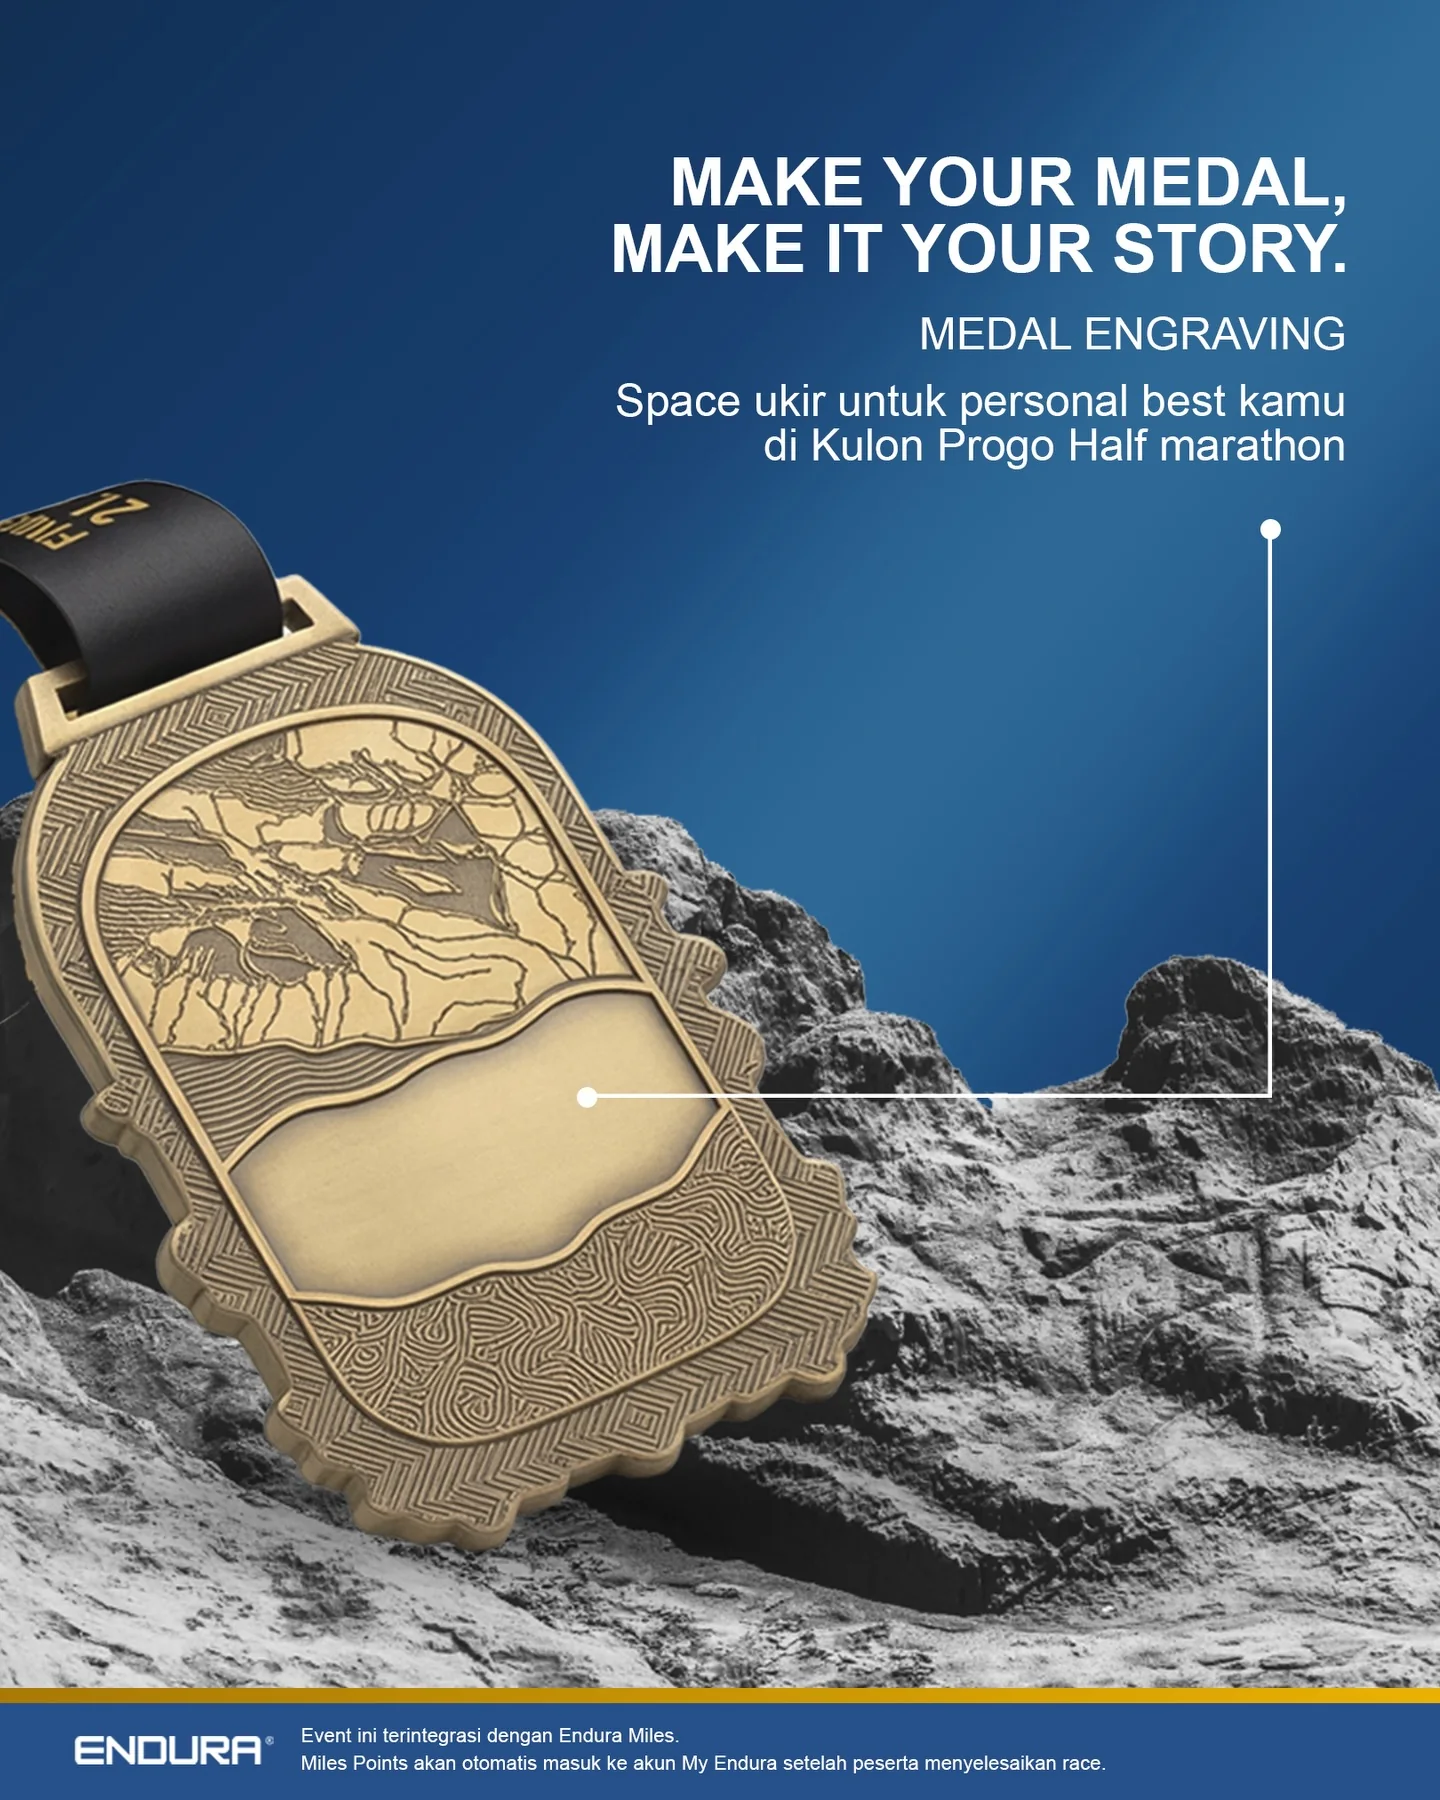 MAKE YOUR MEDAL,
MAKE IT YOUR STORY.
MEDAL ENGRAVING
Space ukir untuk personal best kamu
di Kulon Progo Half marathon
21
ENDURA®
Event ini terintegrasi dengan Endura Miles.
Miles Points akan otomatis masuk ke akun My Endura setelah peserta menyelesaikan race.